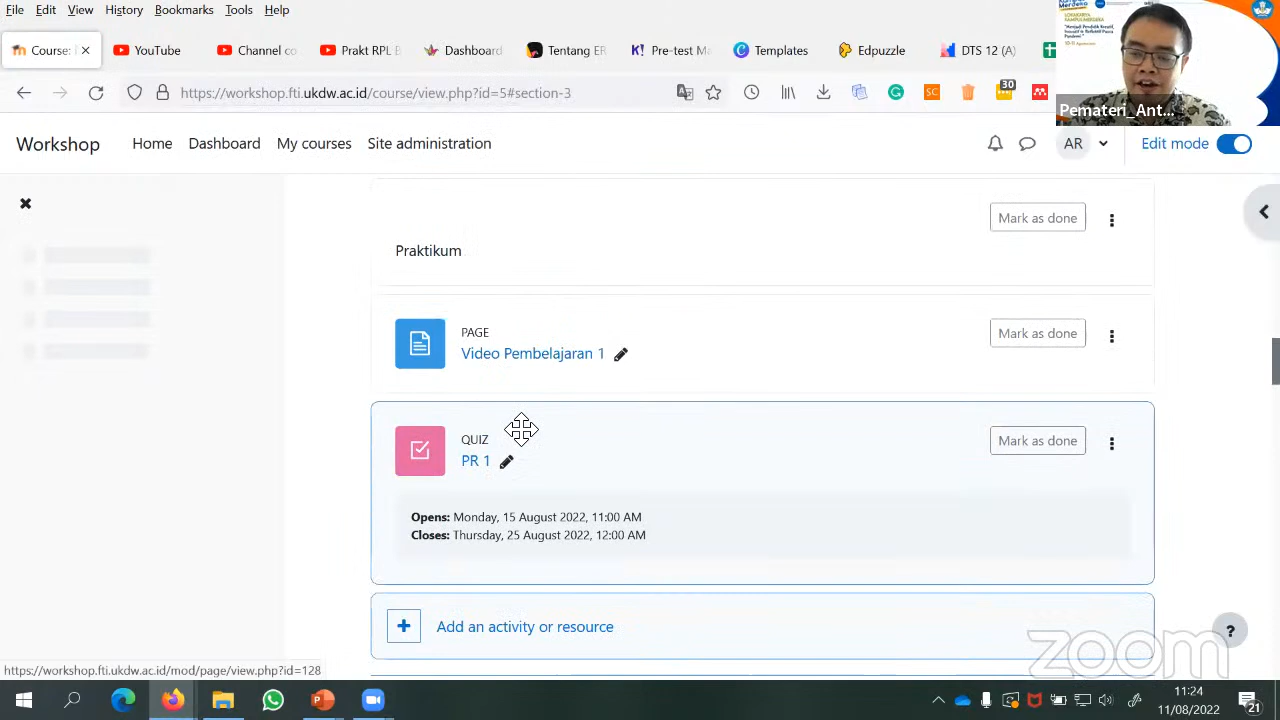 File Edit View History Bookmarks Tools Help
Course:
YouTube
Channel c
Prakti
Dashboard
Pre-test M
Templates
Edpuzzle
DTS 12 (A)
https://workshop.fti.ukdw.ac.id/course/view.php?id=5#section-3
30
SC
Pemateri_Ant...
Workshop Home Dashboard My courses Site administration
AR
Edit mode
Mark as done
Praktikum
PAGE
Video Pembelajaran 1
Mark as done
QUIZ
PR 1
Mark as done
Opens: Monday, 15 August 2022, 11:00 AM
Closes: Thursday, 25 August 2022, 12:00 AM
Add an activity or resource
?
zoom
https://workshop.fti.ukdw.ac.id/mod/page/view.php?id=128
11:24
11/08/2022
21